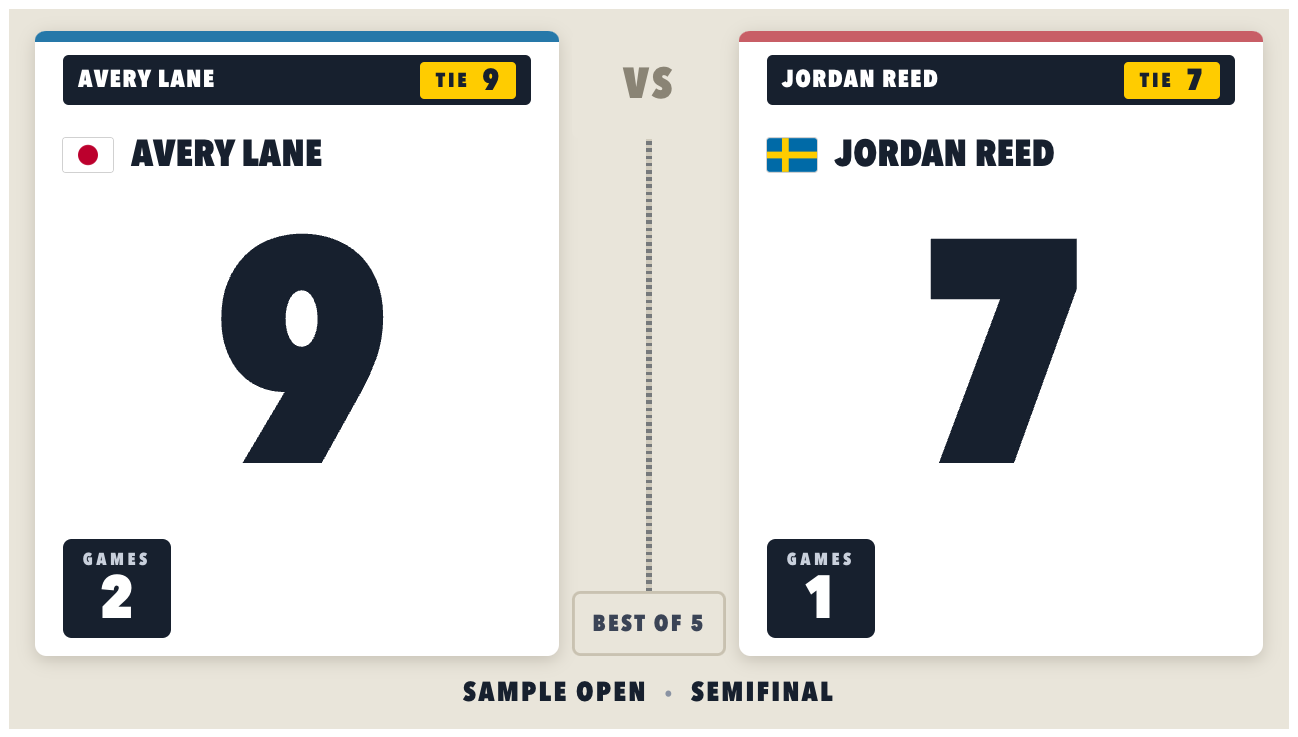 AVERY LANE TIE 9
AVERY LANE
9
GAMES
2
VS
BEST OF 5
JORDAN REED TIE 7
JORDAN REED
7
GAMES
1
SAMPLE OPEN • SEMIFINAL